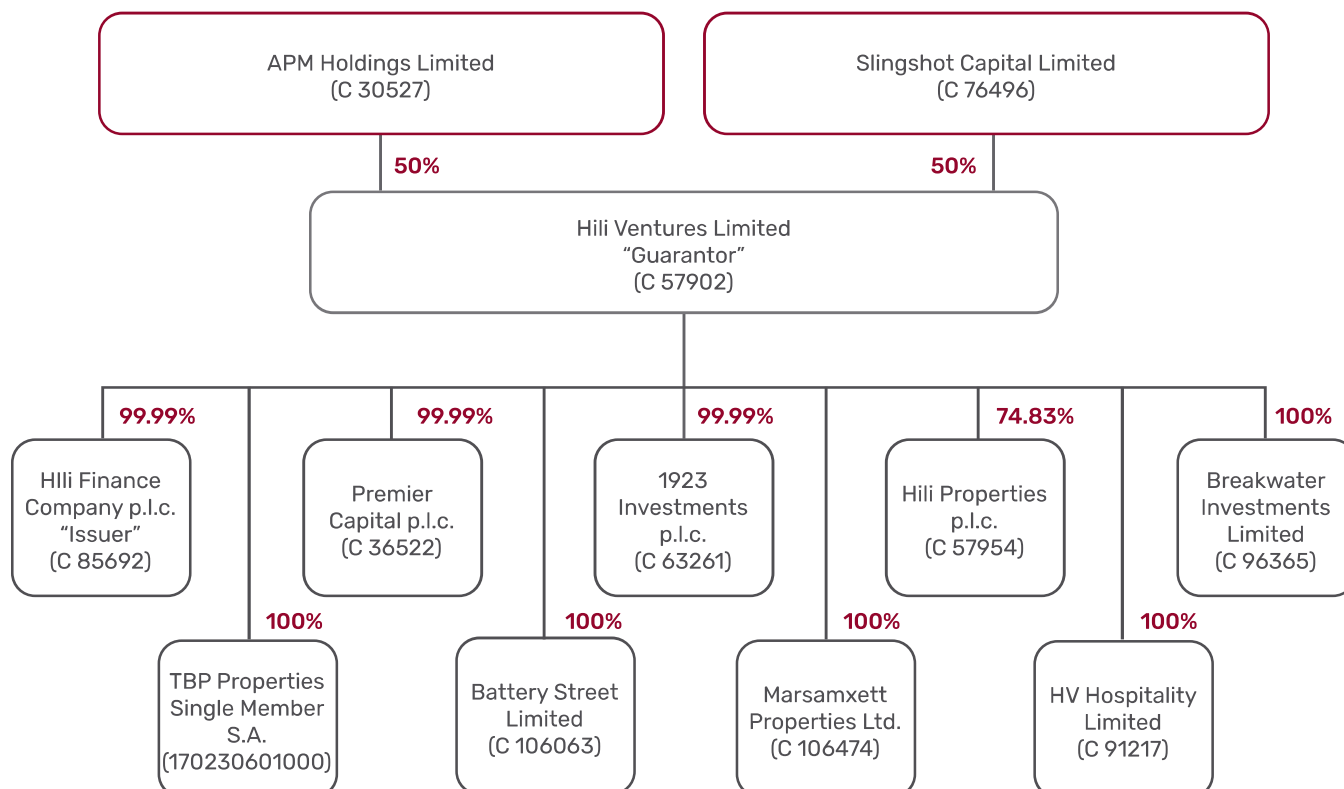 APM Holdings Limited
(C 30527)
Slingshot Capital Limited
(C 76496)
50%
50%
Hili Ventures Limited
“Guarantor”
(C 57902)
99.99%
99.99%
99.99%
74.83%
100%
HIli Finance
Company p.l.c.
“Issuer”
(C 85692)
Premier
Capital p.l.c.
(C 36522)
1923
Investments
p.l.c.
(C 63261)
Hili Properties
p.l.c.
(C 57954)
Breakwater
Investments
Limited
(C 96365)
100%
100%
100%
100%
TBP Properties
Single Member
S.A.
(170230601000)
Battery Street
Limited
(C 106063)
Marsamxett
Properties Ltd.
(C 106474)
HV Hospitality
Limited
(C 91217)